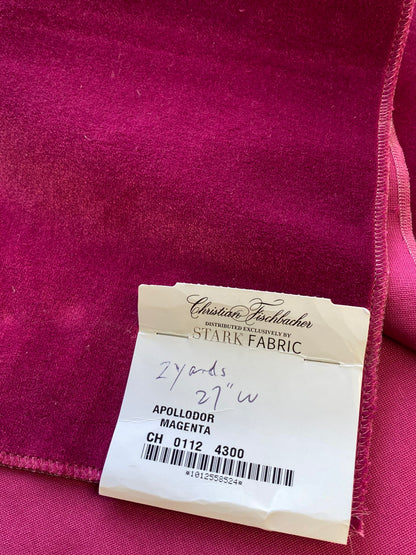 Christian Fischbacher
DISTRIBUTED EXCLUSIVELY BY
STARK FABRIC
2 yards
27" W
APOLLODOR
MAGENTA
CH 0112 4300
*1012558524*